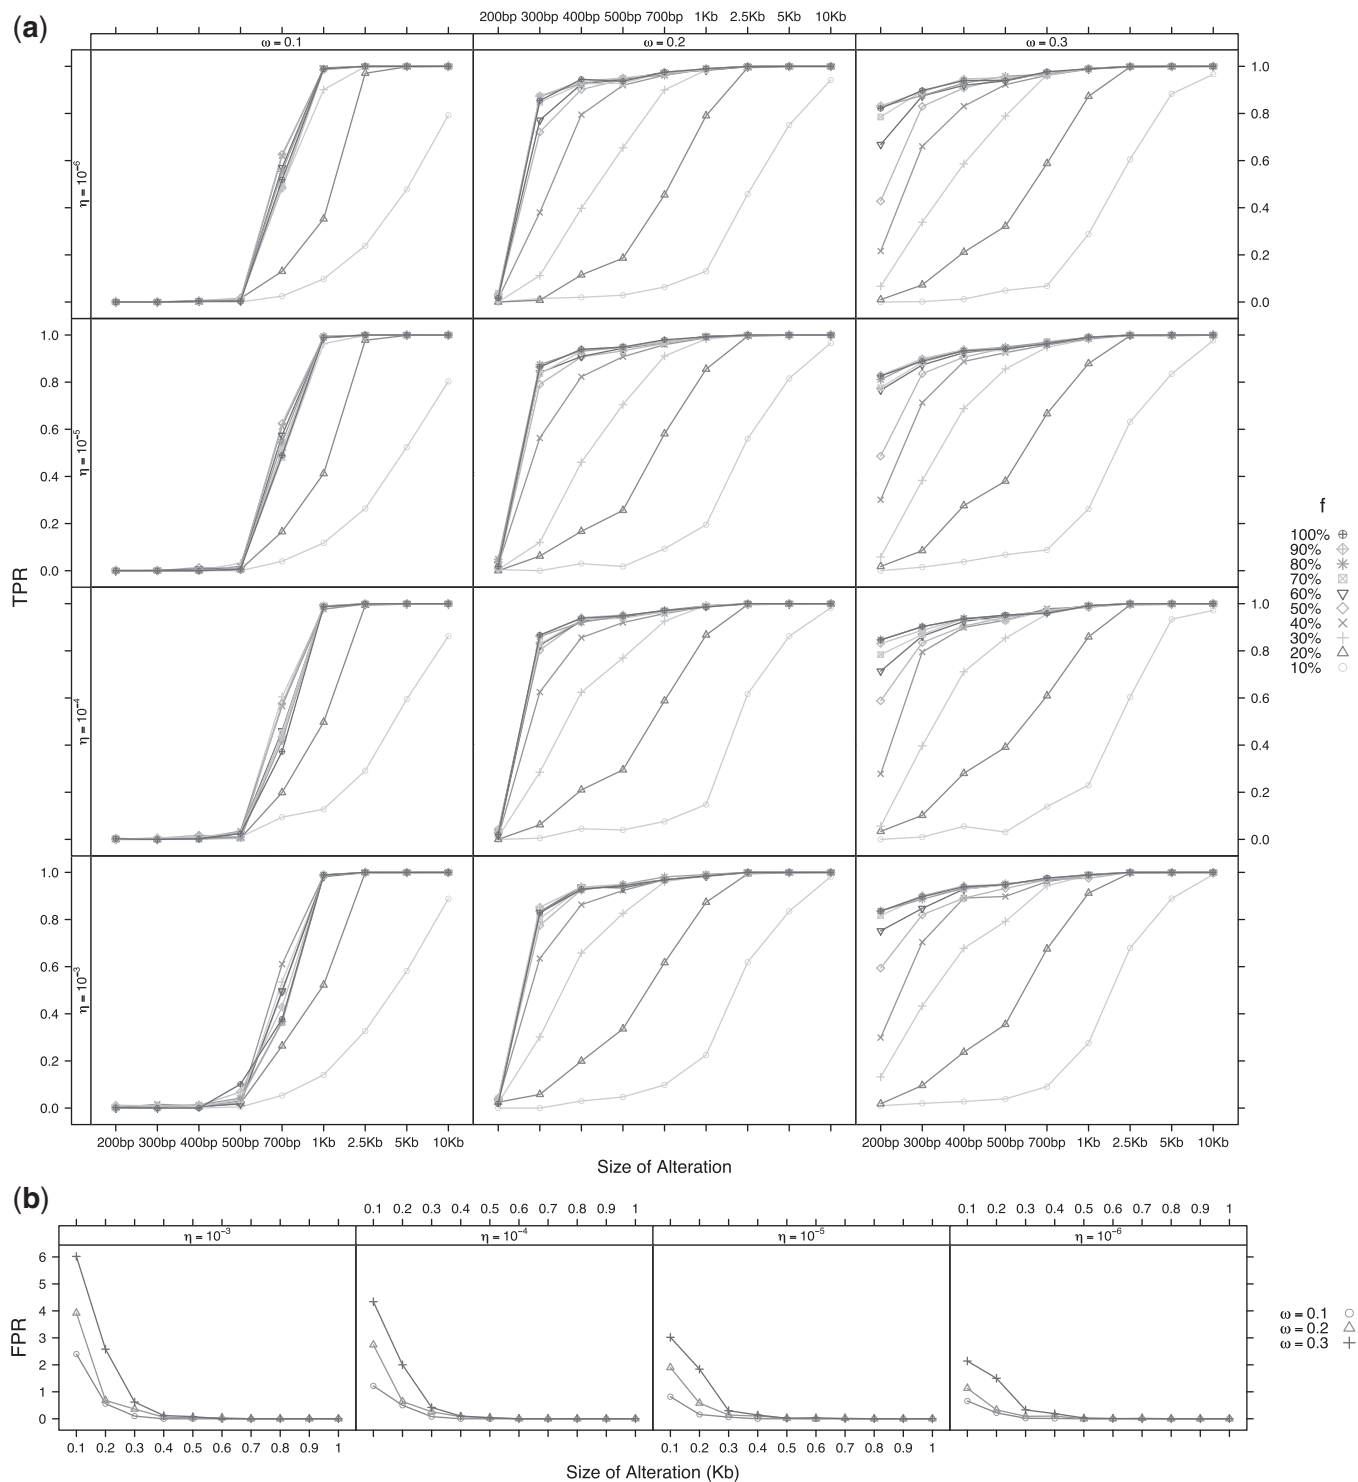 (a)
200bp 300bp 400bp 500bp 700bp 1Kb 2.5Kb 5Kb 10Kb
ω = 0.1 ω = 0.2 ω = 0.3
η = 10⁻⁶
1.0
0.8
0.6
0.4
0.2
0.0
η = 10⁻⁵
1.0
0.8
0.6
0.4
0.2
0.0
TPR
η = 10⁻⁴
1.0
0.8
0.6
0.4
0.2
0.0
η = 10⁻³
1.0
0.8
0.6
0.4
0.2
0.0
f
100%
90%
80%
70%
60%
50%
40%
30%
20%
10%
200bp 300bp 400bp 500bp 700bp 1Kb 2.5Kb 5Kb 10Kb 200bp 300bp 400bp 500bp 700bp 1Kb 2.5Kb 5Kb 10Kb
Size of Alteration
(b)
0.1 0.2 0.3 0.4 0.5 0.6 0.7 0.8 0.9 1 0.1 0.2 0.3 0.4 0.5 0.6 0.7 0.8 0.9 1
η = 10⁻³ η = 10⁻⁴ η = 10⁻⁵ η = 10⁻⁶
6
5
4
3
2
1
0
FPR
ω = 0.1
ω = 0.2
ω = 0.3
0.1 0.2 0.3 0.4 0.5 0.6 0.7 0.8 0.9 1 0.1 0.2 0.3 0.4 0.5 0.6 0.7 0.8 0.9 1
Size of Alteration (Kb)